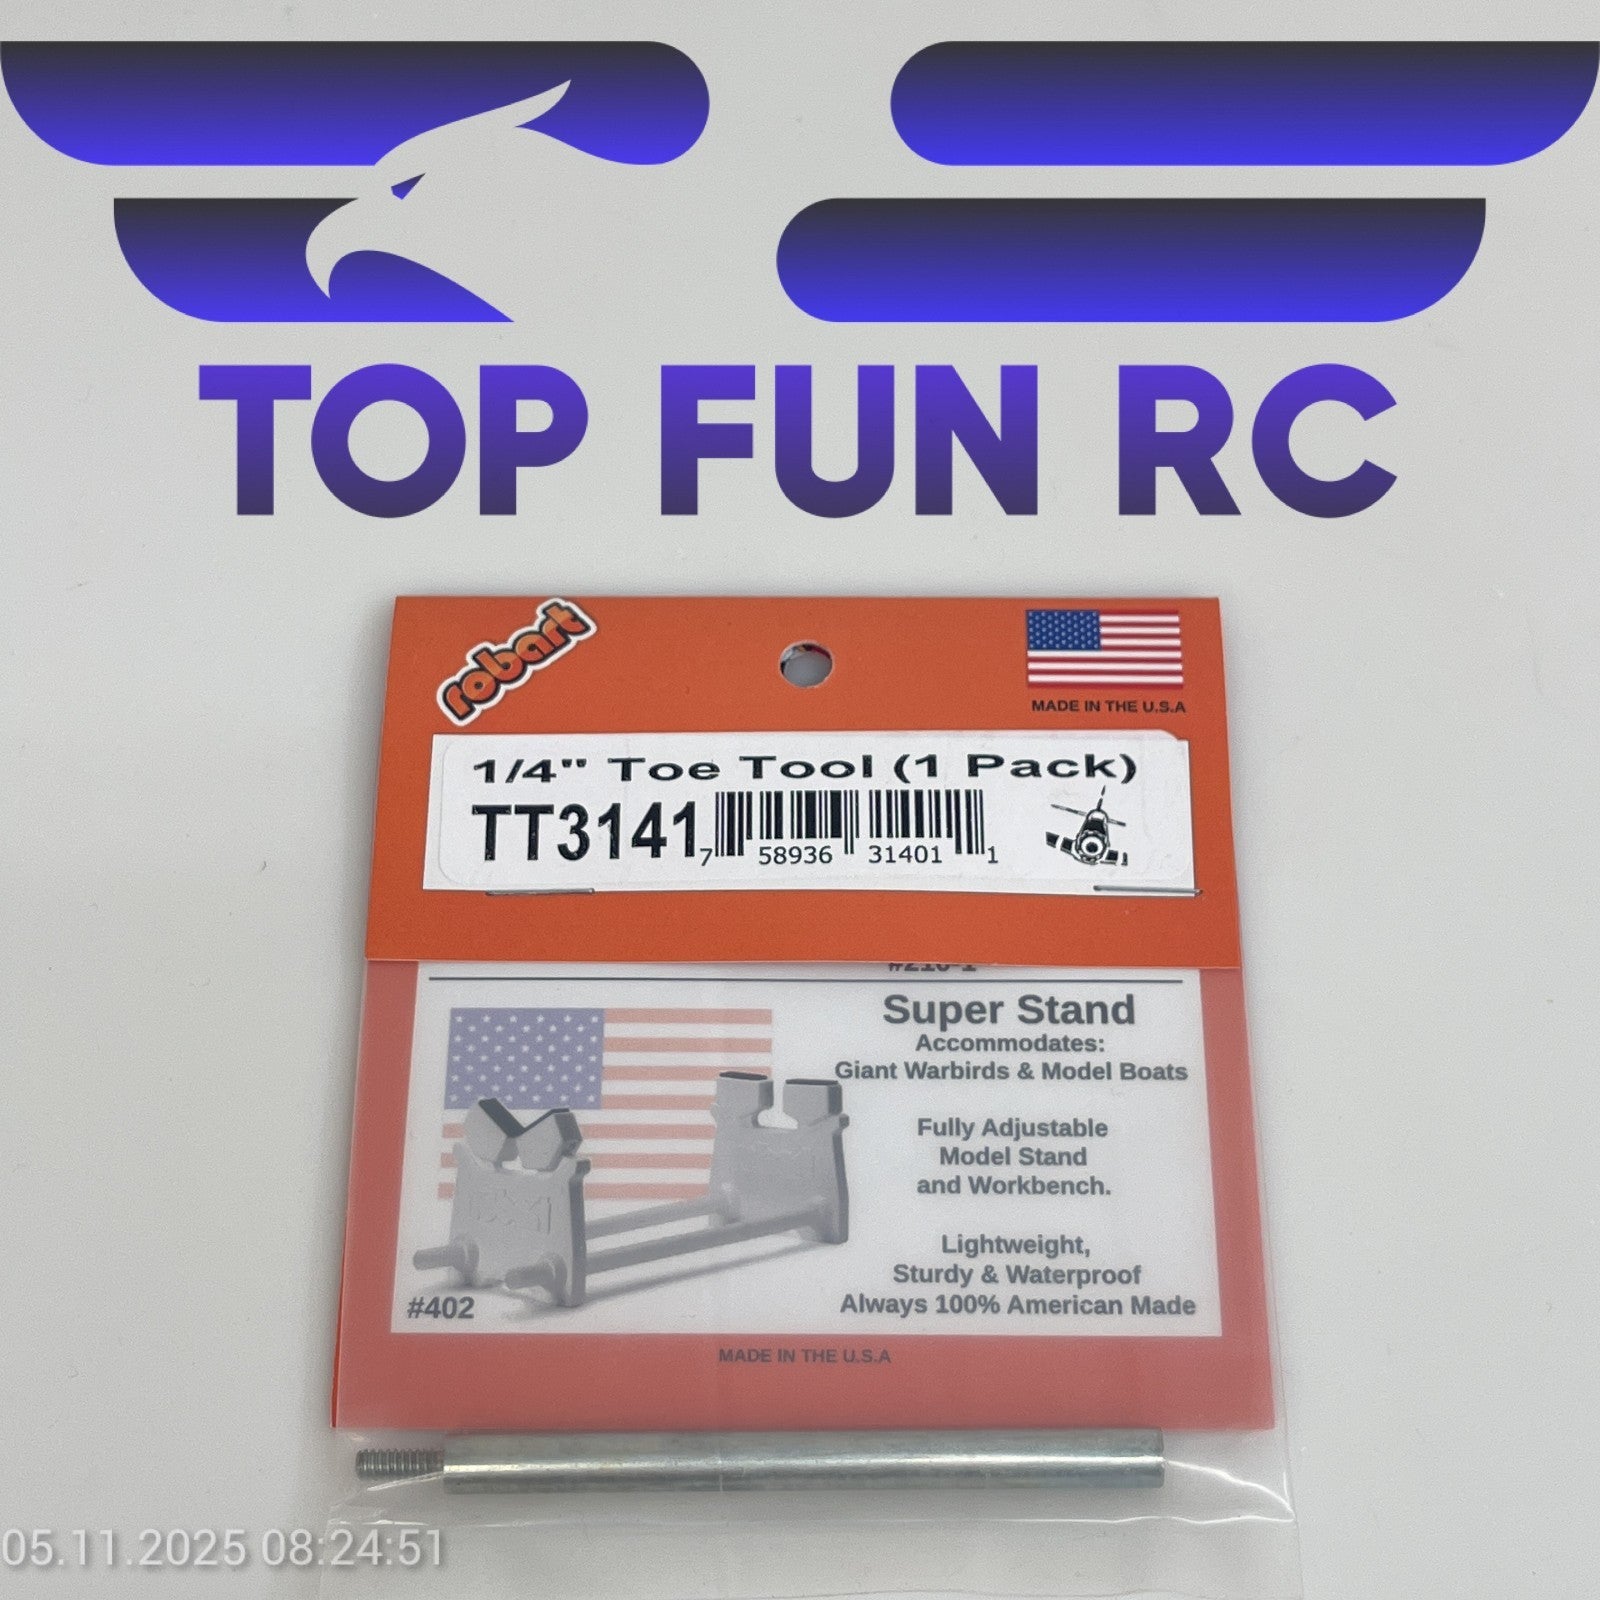 TOP FUN RC
robart
MADE IN THE U.S.A
1/4" Toe Tool (1 Pack)
TT3141
7 58936 31401 1
#210-1
Super Stand
Accommodates:
Giant Warbirds & Model Boats
Fully Adjustable
Model Stand
and Workbench.
Lightweight,
Sturdy & Waterproof
Always 100% American Made
#402
MADE IN THE U.S.A
05.11.2025 08:24:51